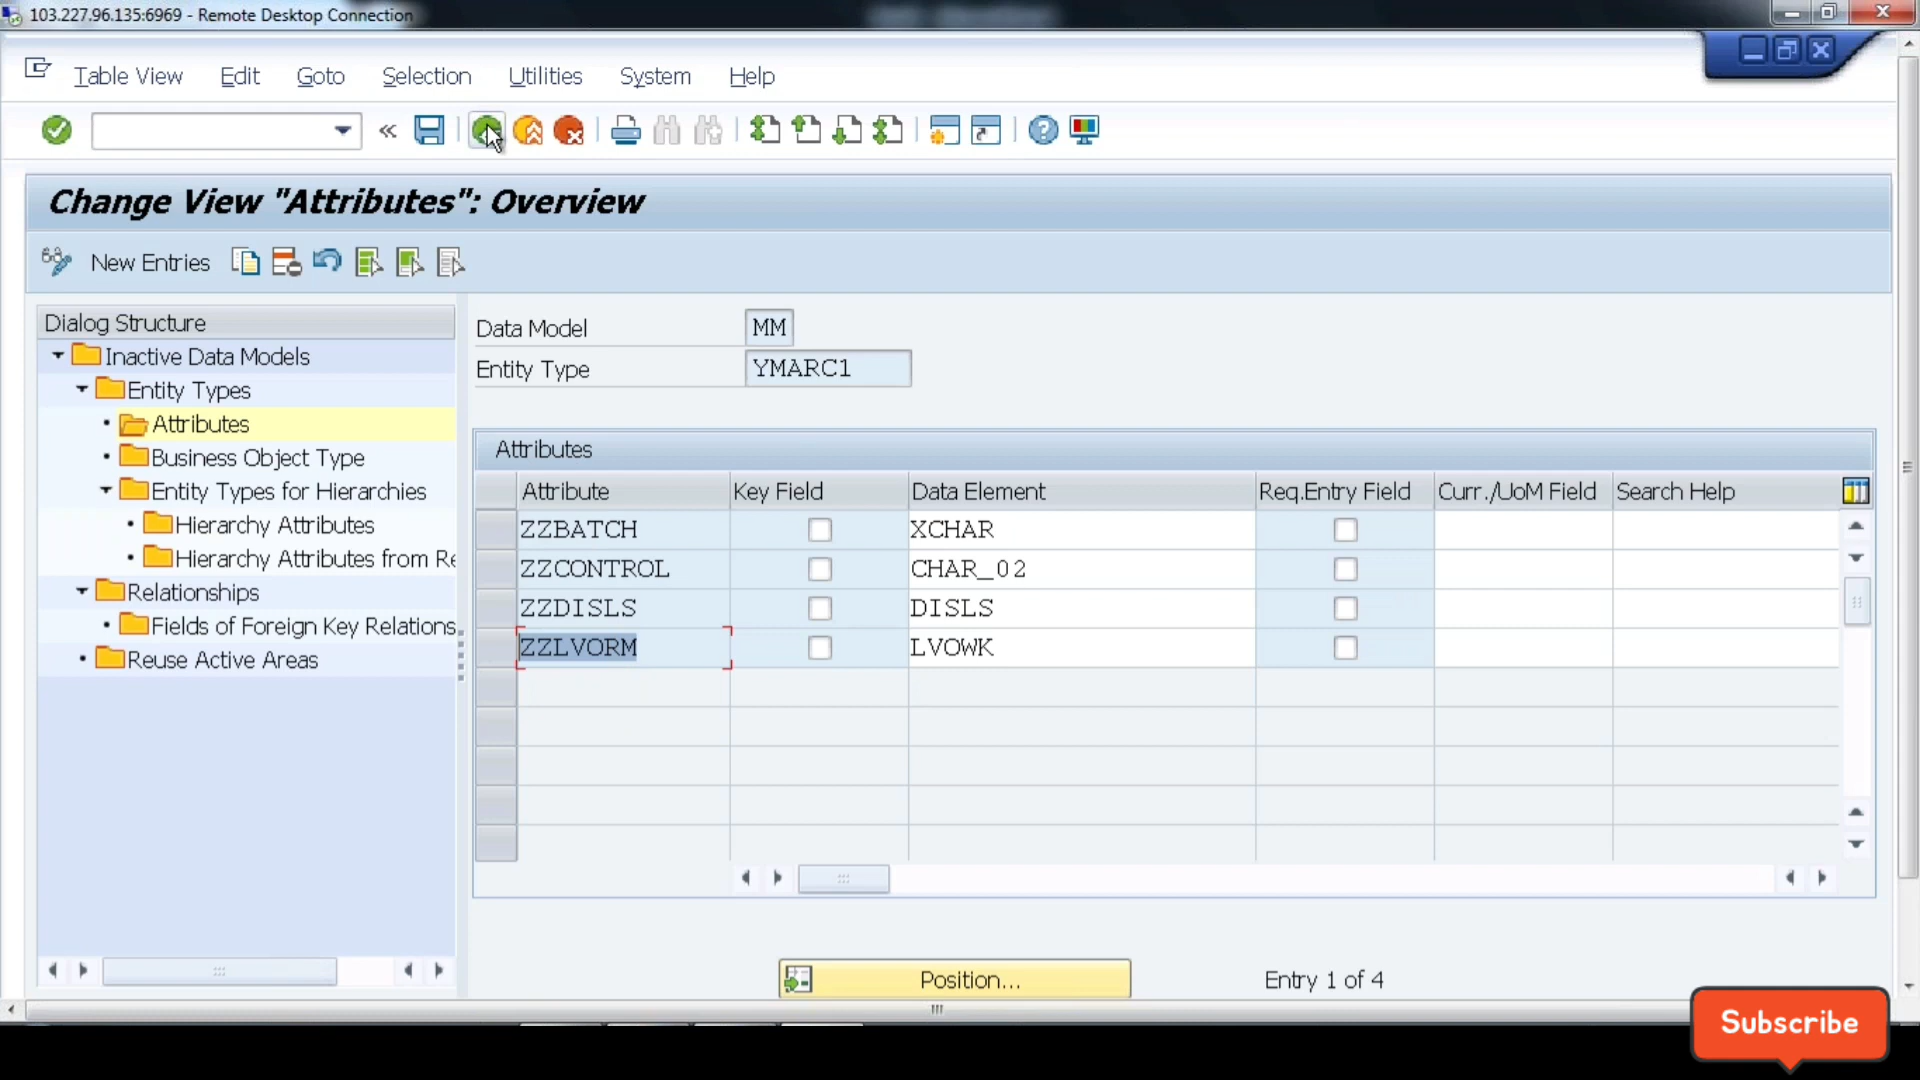 103.227.96.135:6969 - Remote Desktop Connection
Table View Edit Goto Selection Utilities System Help
Change View "Attributes": Overview
New Entries
Dialog Structure
Inactive Data Models
Entity Types
Attributes
Business Object Type
Entity Types for Hierarchies
Hierarchy Attributes
Hierarchy Attributes from Re
Relationships
Fields of Foreign Key Relations
Reuse Active Areas
Data Model MM
Entity Type YMARC1
Attributes
Attribute Key Field Data Element Req.Entry Field Curr./UoM Field Search Help
ZZBATCH XCHAR
ZZCONTROL CHAR_02
ZZDISLS DISLS
ZZLVORM LVOWK
Position... Entry 1 of 4
Subscribe